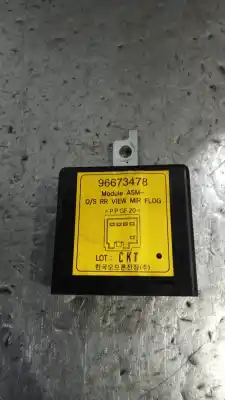 96673478
Module ASM-
O/S RR VIEW MIR FLDG
>P P GF 20<
LOT : CKT
한국오므론전장(주)